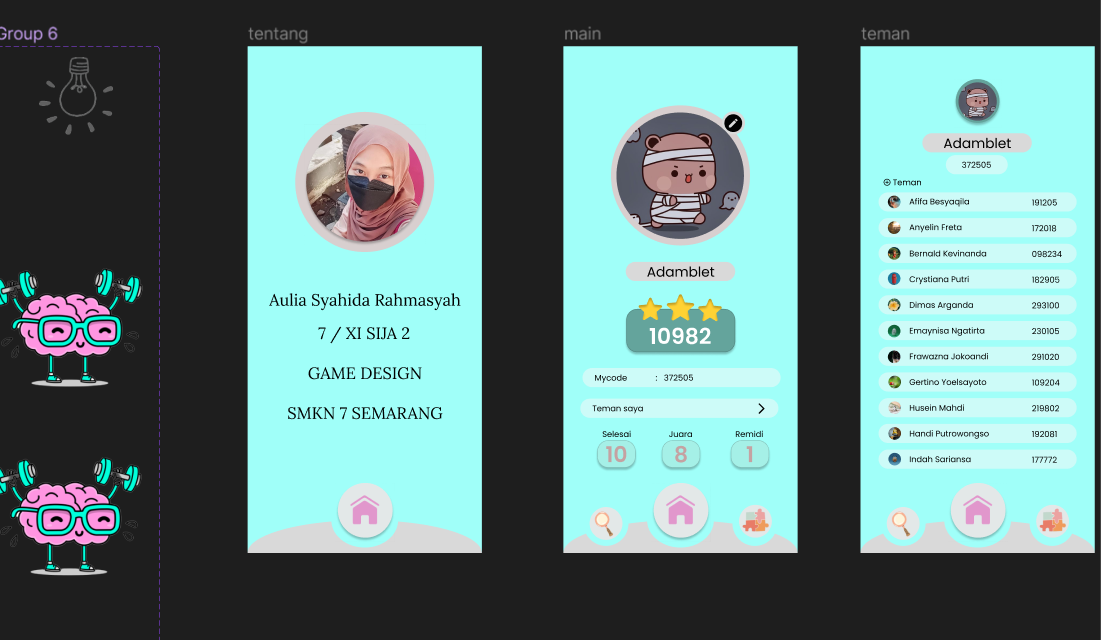 Group 6
tentang
main
teman
Aulia Syahida Rahmasyah
7 / XI SIJA 2
GAME DESIGN
SMKN 7 SEMARANG
Adamblet
10982
Mycode : 372505
Teman saya
Selesai Juara Remidi
10 8 1
Adamblet
372505
Teman
Afifa Besyaqila 191205
Anyelin Freta 172018
Bernald Kevinanda 098234
Crystiana Putri 182905
Dimas Arganda 293100
Emaynisa Ngatirta 230105
Frawazna Jokoandi 291020
Gertino Yoelsayoto 109204
Husein Mahdi 219802
Handi Putrowongso 192081
Indah Sariansa 177772